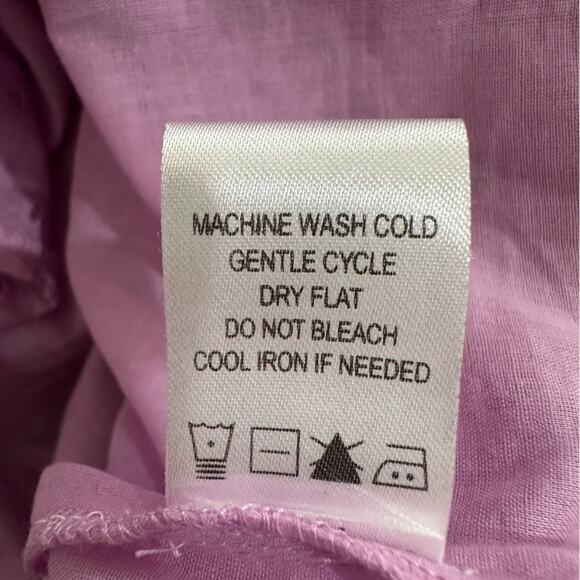 MACHINE WASH COLD
GENTLE CYCLE
DRY FLAT
DO NOT BLEACH
COOL IRON IF NEEDED